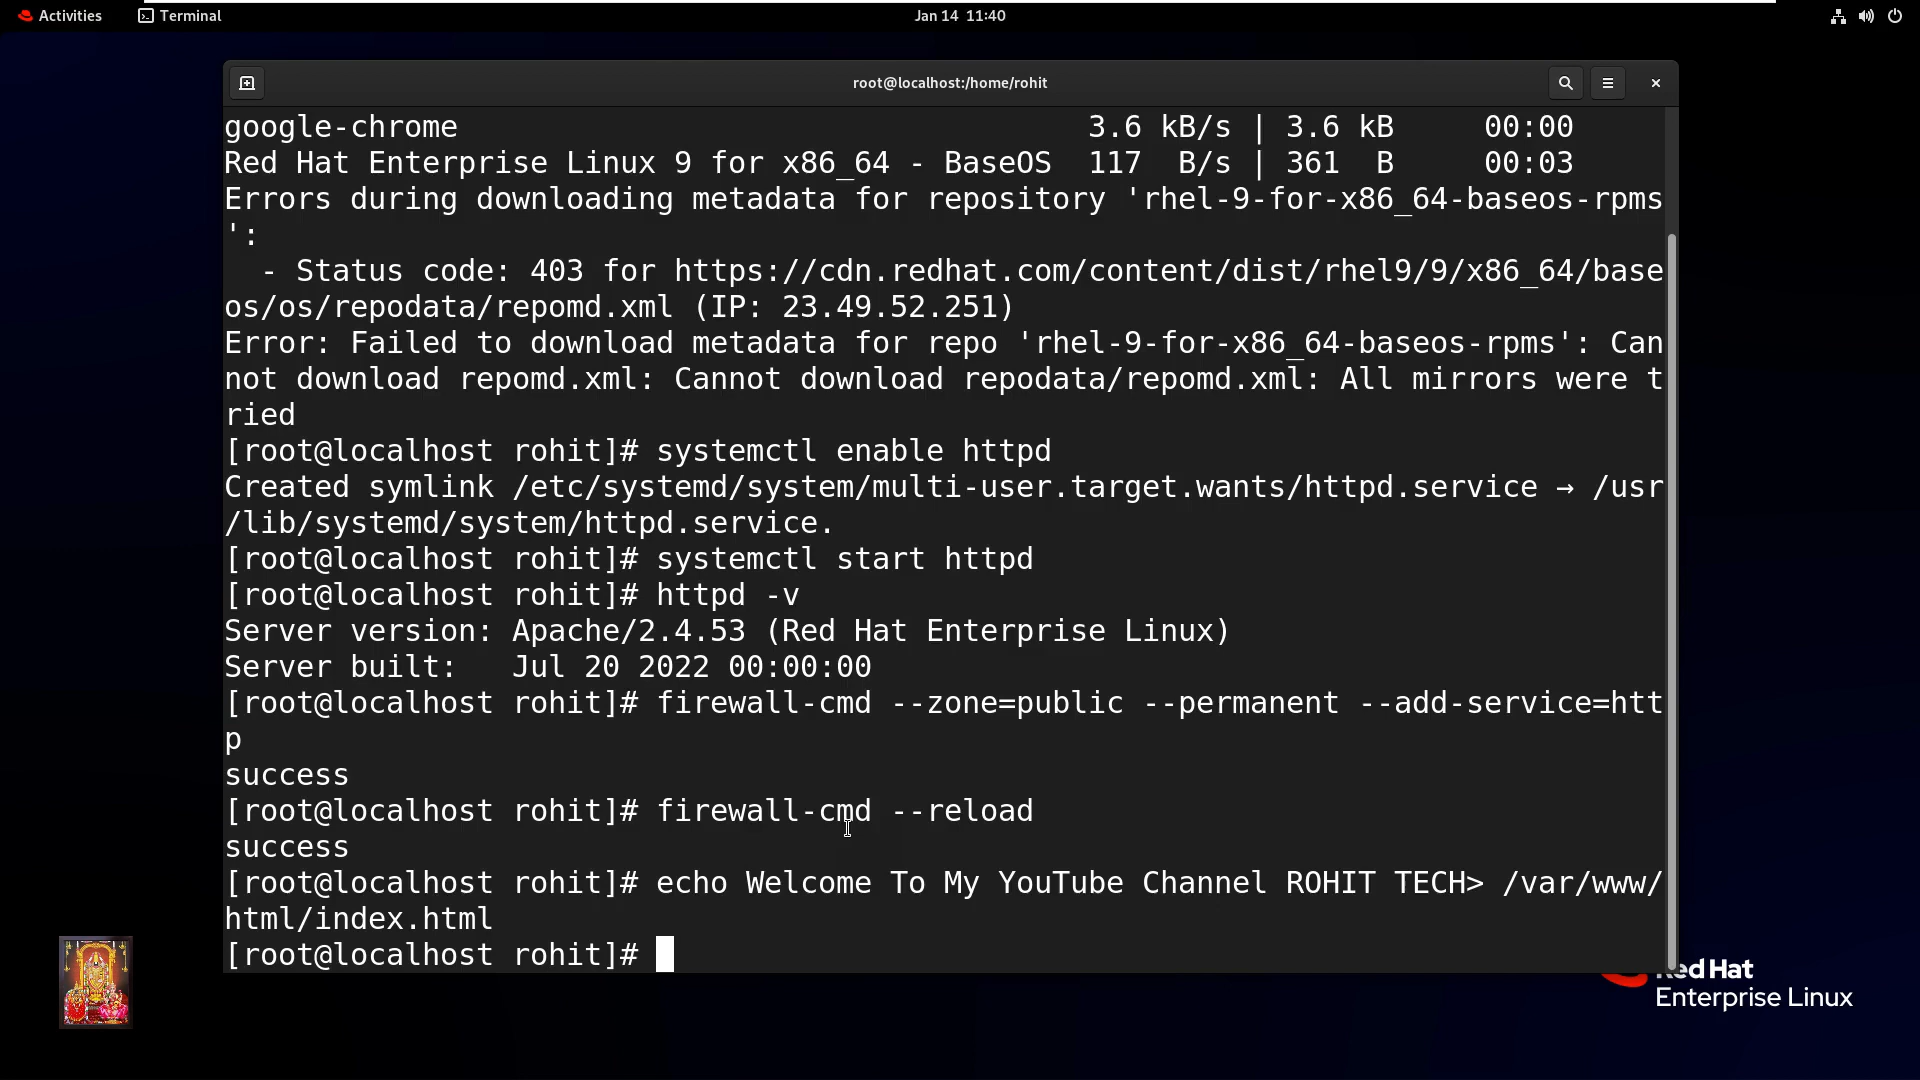 Activities Terminal Jan 14 11:40
root@localhost:/home/rohit
google-chrome 3.6 kB/s | 3.6 kB 00:00
Red Hat Enterprise Linux 9 for x86_64 - BaseOS 117 B/s | 361 B 00:03
Errors during downloading metadata for repository 'rhel-9-for-x86_64-baseos-rpms
':
- Status code: 403 for https://cdn.redhat.com/content/dist/rhel9/9/x86_64/base
os/os/repodata/repomd.xml (IP: 23.49.52.251)
Error: Failed to download metadata for repo 'rhel-9-for-x86_64-baseos-rpms': Can
not download repomd.xml: Cannot download repodata/repomd.xml: All mirrors were t
ried
[root@localhost rohit]# systemctl enable httpd
Created symlink /etc/systemd/system/multi-user.target.wants/httpd.service → /usr
/lib/systemd/system/httpd.service.
[root@localhost rohit]# systemctl start httpd
[root@localhost rohit]# httpd -v
Server version: Apache/2.4.53 (Red Hat Enterprise Linux)
Server built:   Jul 20 2022 00:00:00
[root@localhost rohit]# firewall-cmd --zone=public --permanent --add-service=htt
p
success
[root@localhost rohit]# firewall-cmd --reload
success
[root@localhost rohit]# echo Welcome To My YouTube Channel ROHIT TECH> /var/www/
html/index.html
[root@localhost rohit]#
Red Hat
Enterprise Linux